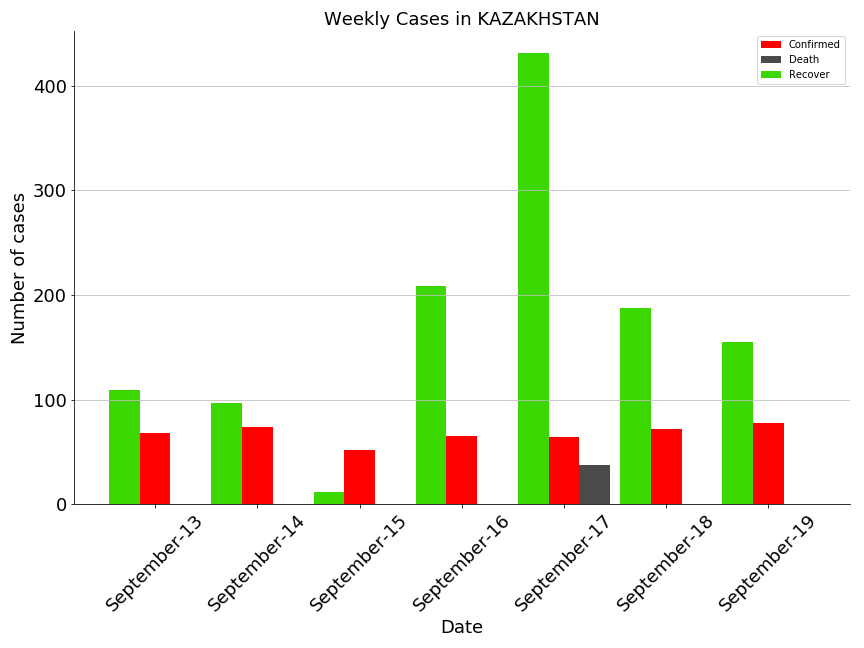 Weekly Cases in KAZAKHSTAN
Confirmed
Death
Recover
Number of cases
400
300
200
100
0
September-13
September-14
September-15
September-16
September-17
September-18
September-19
Date